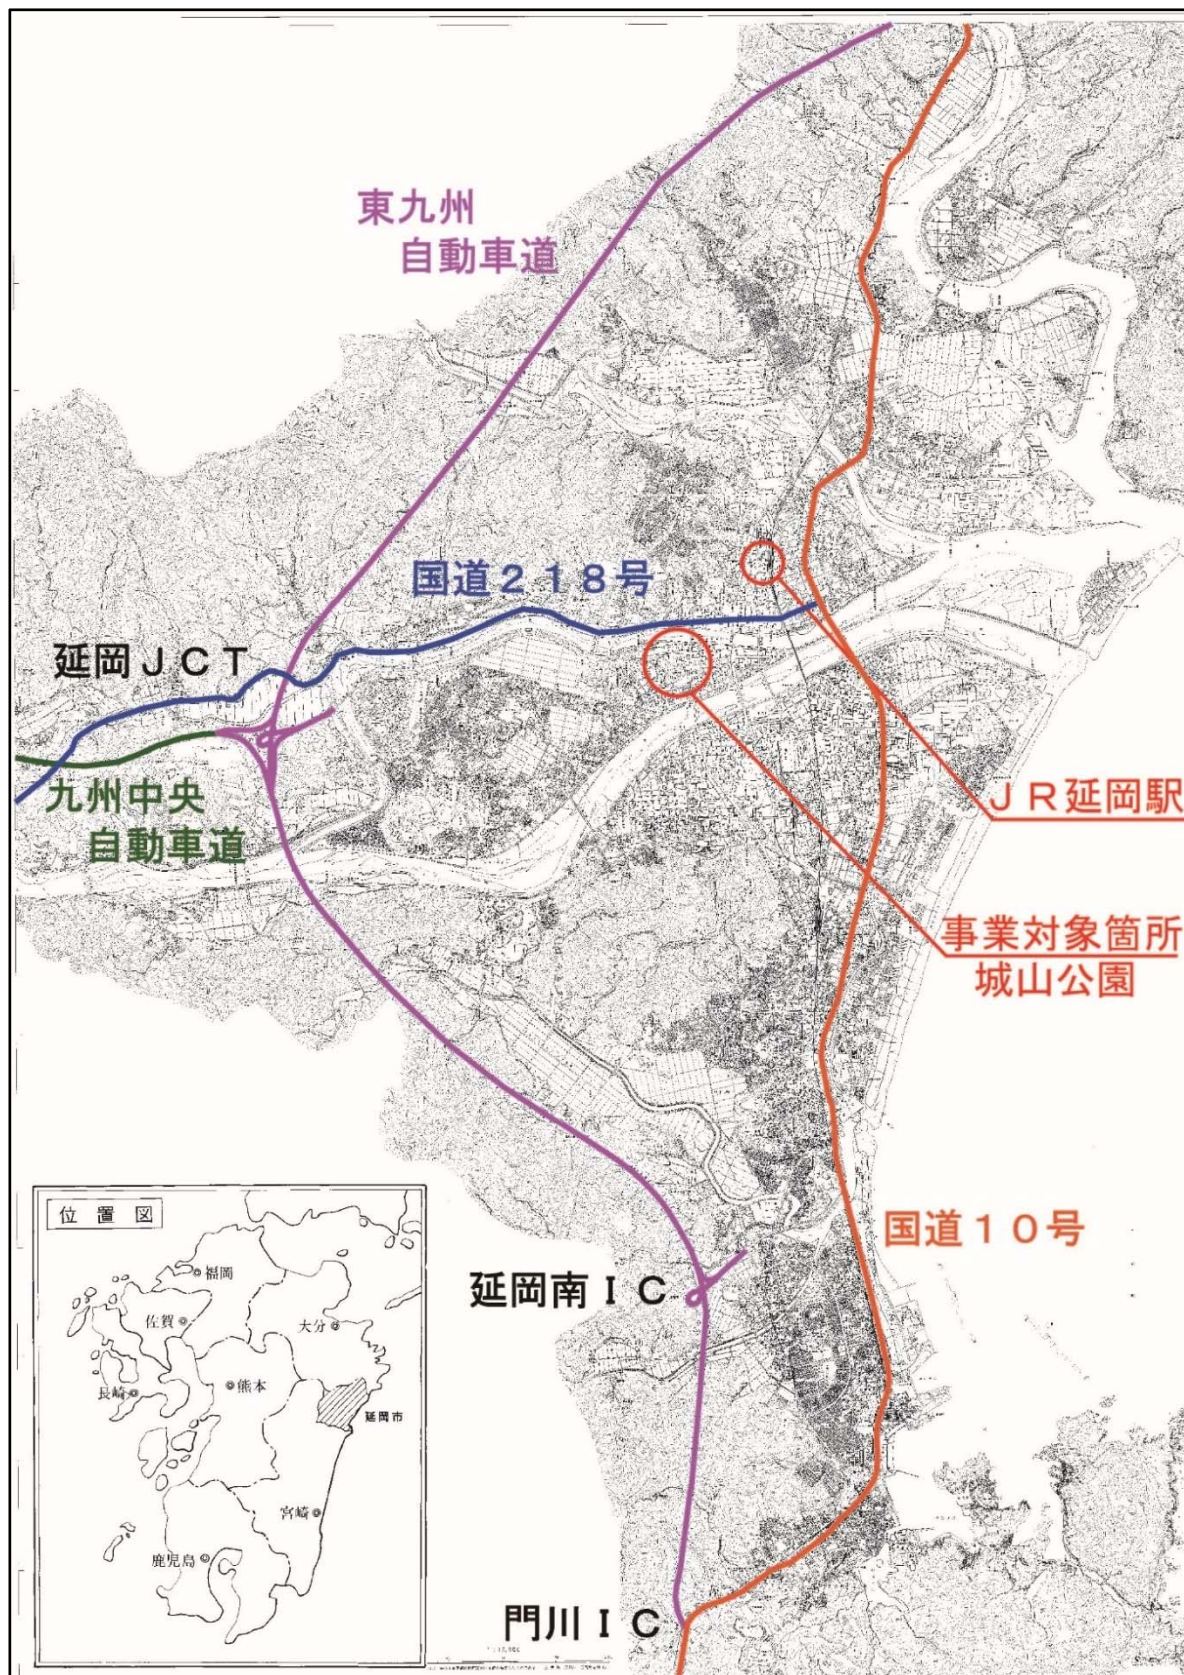 東九州
自動車道
国道２１８号
延岡ＪＣＴ
九州中央
自動車道
ＪＲ延岡駅
事業対象箇所
城山公園
国道１０号
延岡南ＩＣ
門川ＩＣ
位置図
福岡
佐賀
大分
長崎
熊本
延岡市
宮崎
鹿児島